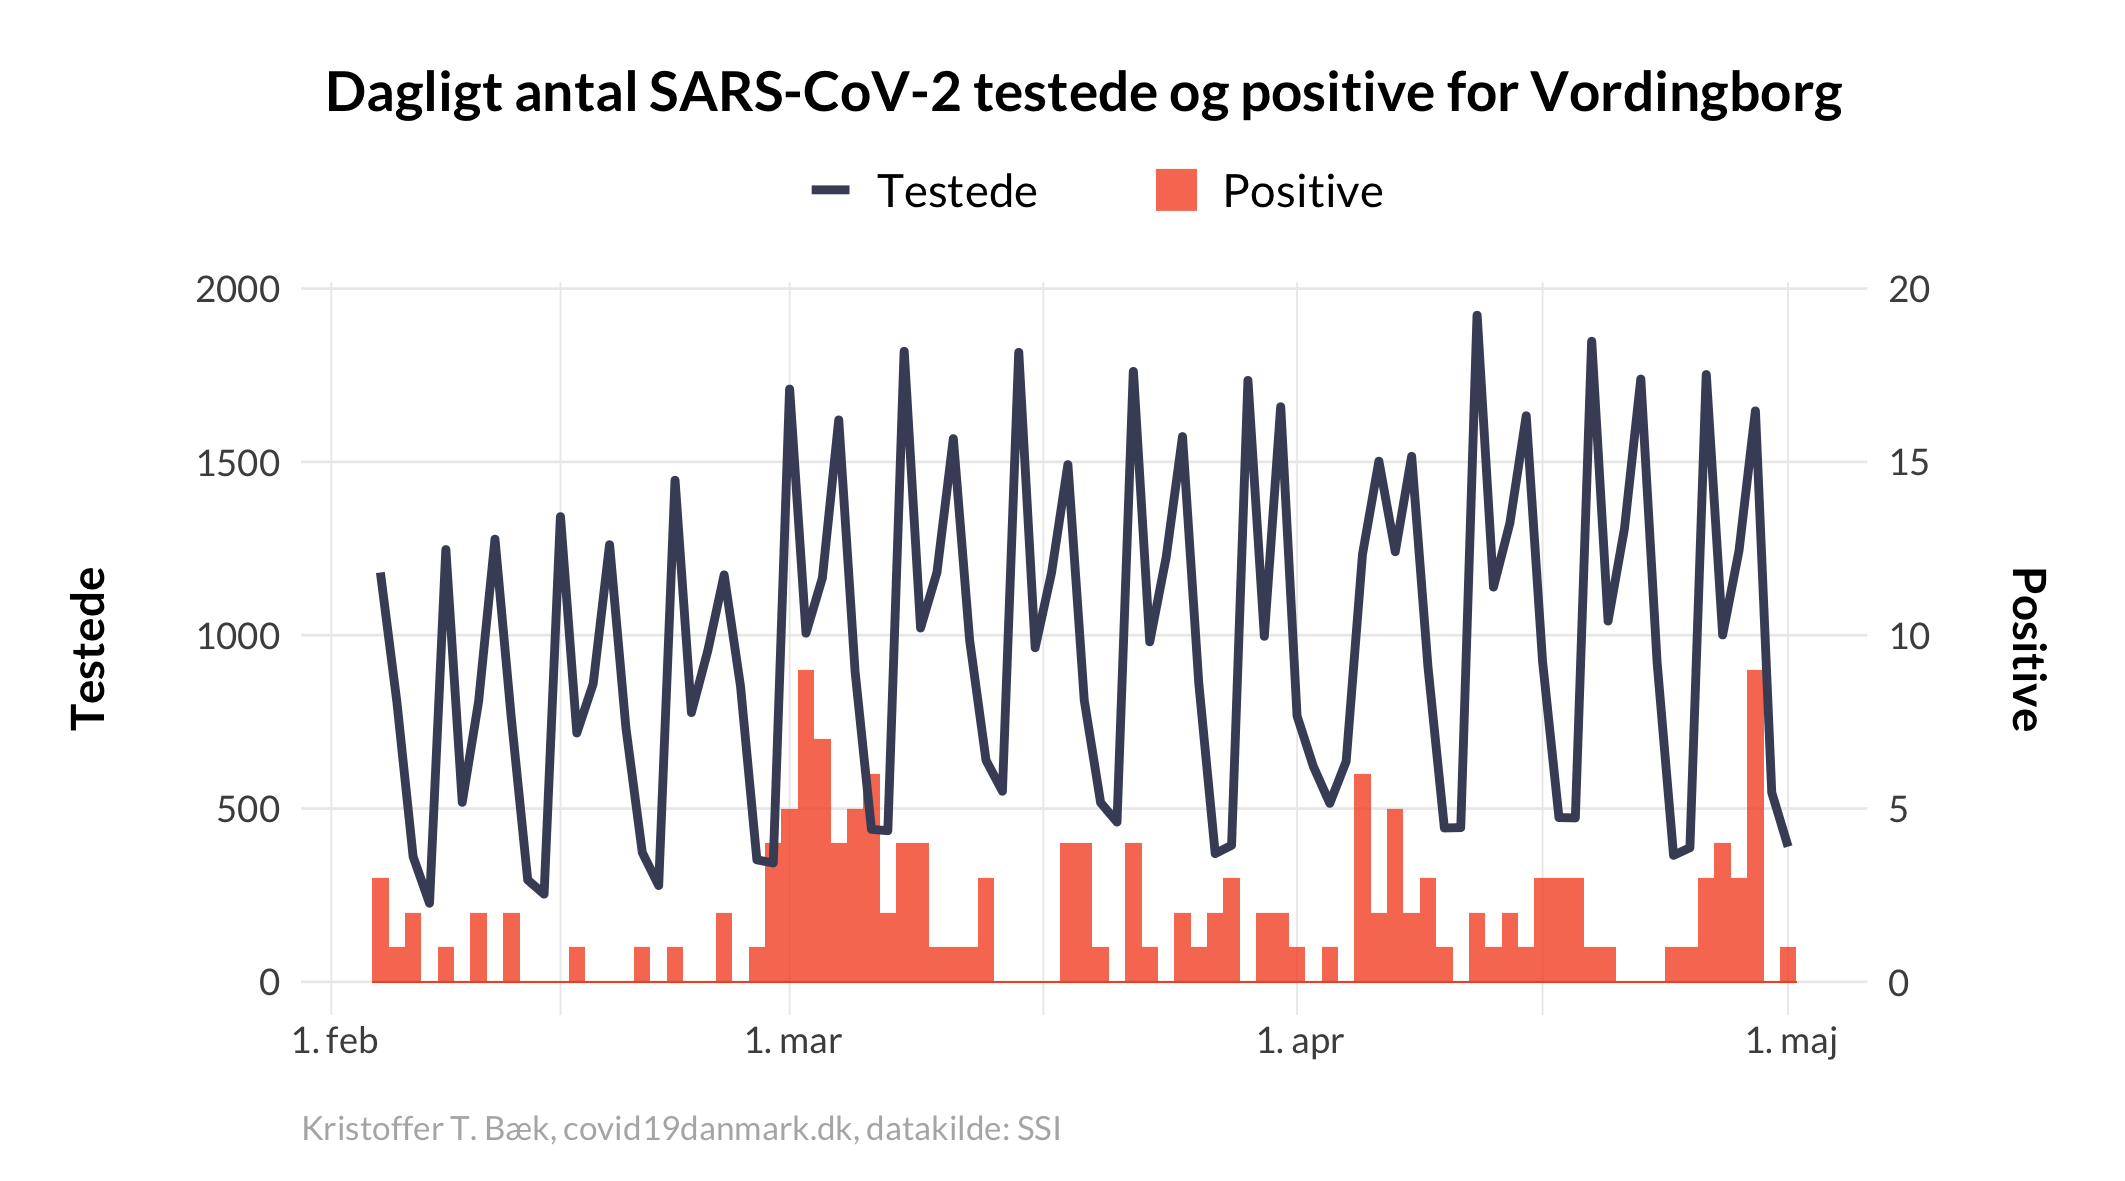 Dagligt antal SARS-CoV-2 testede og positive for Vordingborg
Testede
Positive
2000
1500
1000
500
0
20
15
10
5
0
Testede
Positive
1. feb
1. mar
1. apr
1. maj
Kristoffer T. Bæk, covid19danmark.dk, datakilde: SSI